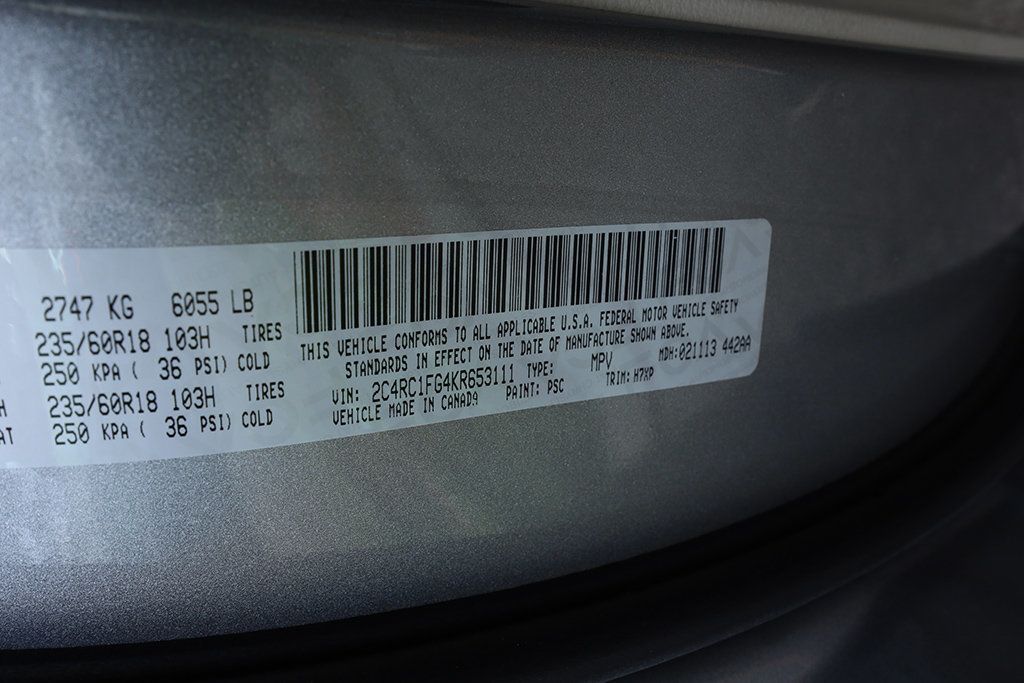 2747 KG 6055 LB
235/60R18 103H TIRES
250 KPA ( 36 PSI) COLD
235/60R18 103H TIRES
250 KPA ( 36 PSI) COLD
H
AT
THIS VEHICLE CONFORMS TO ALL APPLICABLE U.S.A. FEDERAL MOTOR VEHICLE SAFETY
STANDARDS IN EFFECT ON THE DATE OF MANUFACTURE SHOWN ABOVE.
VIN: 2C4RC1FG4KR653111 TYPE: MPV MDH:021113 442AA
VEHICLE MADE IN CANADA PAINT: PSC TRIM: H7XP